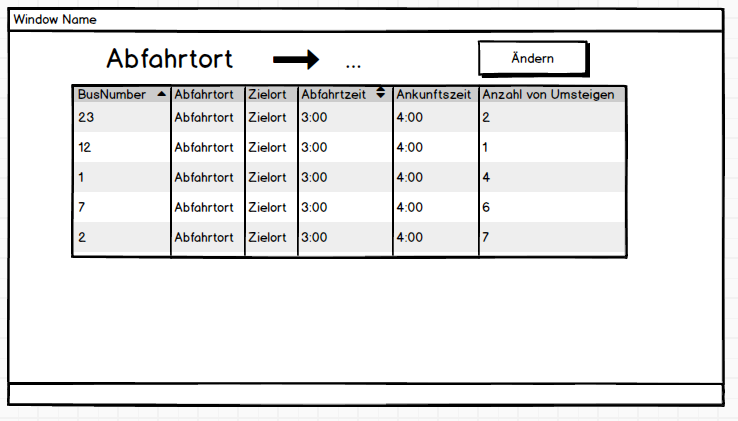 Window Name
Abfahrtort ...
Ändern
BusNumber Abfahrtort Zielort Abfahrtzeit Ankunftszeit Anzahl von Umsteigen
23 Abfahrtort Zielort 3:00 4:00 2
12 Abfahrtort Zielort 3:00 4:00 1
1 Abfahrtort Zielort 3:00 4:00 4
7 Abfahrtort Zielort 3:00 4:00 6
2 Abfahrtort Zielort 3:00 4:00 7